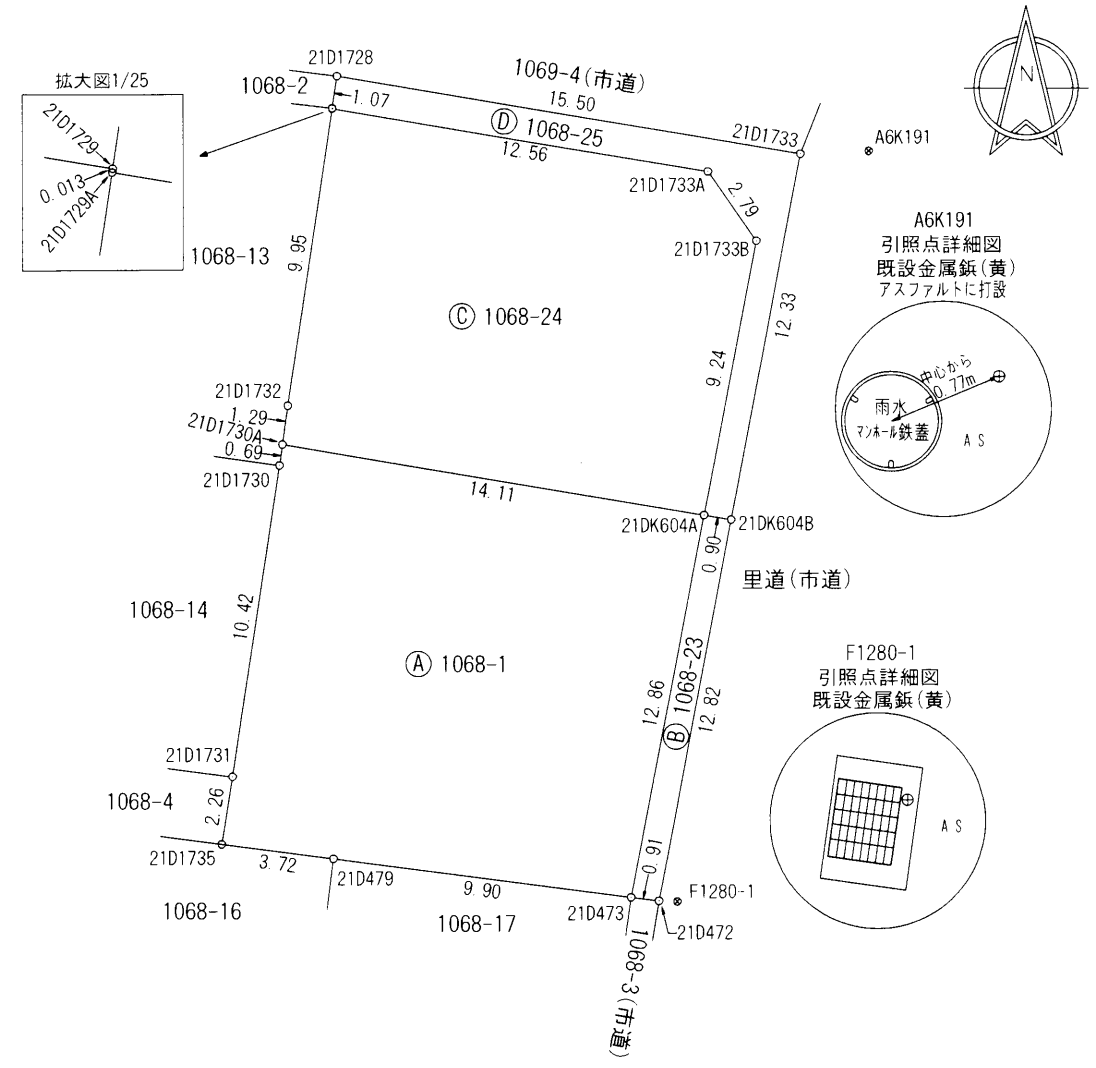 21D1728
1069-4(市道)
拡大図1/25
1068-2
1.07
15.50
N
21D1729
0.013
21D1729A
Ⓓ 1068-25
12.56
21D1733
A6K191
21D1733A
2.79
21D1733B
1068-13
9.95
A6K191
引照点詳細図
既設金属鋲(黄)
アスファルトに打設
Ⓒ 1068-24
12.33
9.24
中心から
0.77m
雨水
マンホール鉄蓋
AS
21D1732
1.29
21D1730A
0.69
21D1730
14.11
21DK604A
21DK604B
0.90
里道(市道)
1068-14
10.42
Ⓐ 1068-1
12.86
Ⓑ 1068-23
12.82
F1280-1
引照点詳細図
既設金属鋲(黄)
AS
21D1731
1068-4
2.26
21D1735
3.72
21D479
9.90
0.91
21D473
F1280-1
21D472
1068-16
1068-17
1068-3(市道)